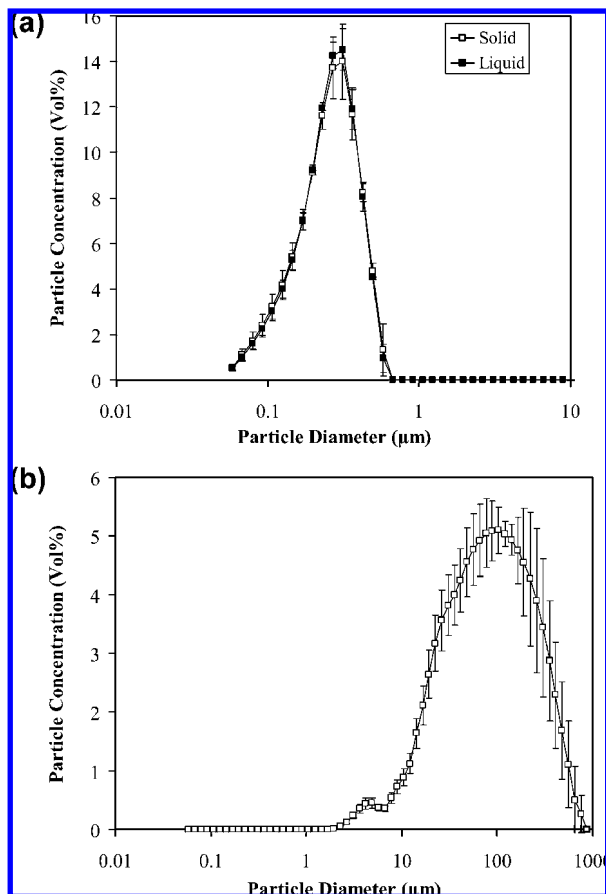 (a)
16
14
12
10
8
6
4
2
0
Particle Concentration (Vol%)
Solid
Liquid
0.01 0.1 1 10
Particle Diameter (µm)
(b)
6
5
4
3
2
1
0
Particle Concentration (Vol%)
0.01 0.1 1 10 100 1000
Particle Diameter (µm)